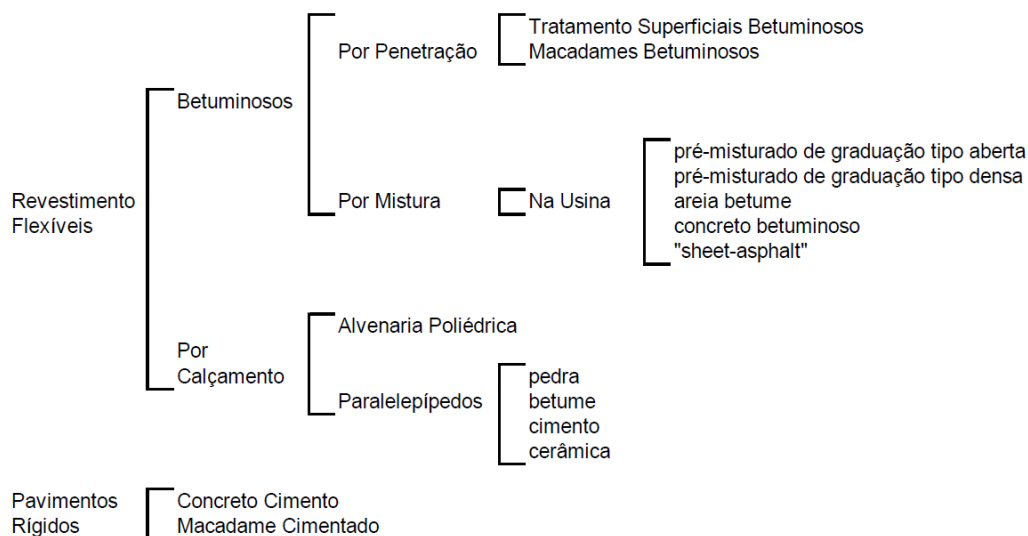 Tratamento Superficiais Betuminosos
Por Penetração
Macadames Betuminosos
Betuminosos
pré-misturado de graduação tipo aberta
pré-misturado de graduação tipo densa
Revestimento
Flexíveis
Por Mistura
Na Usina
areia betume
concreto betuminoso
"sheet-asphalt"
Alvenaria Poliédrica
Por
Calçamento
Paralelepípedos
pedra
betume
cimento
cerâmica
Pavimentos
Rígidos
Concreto Cimento
Macadame Cimentado